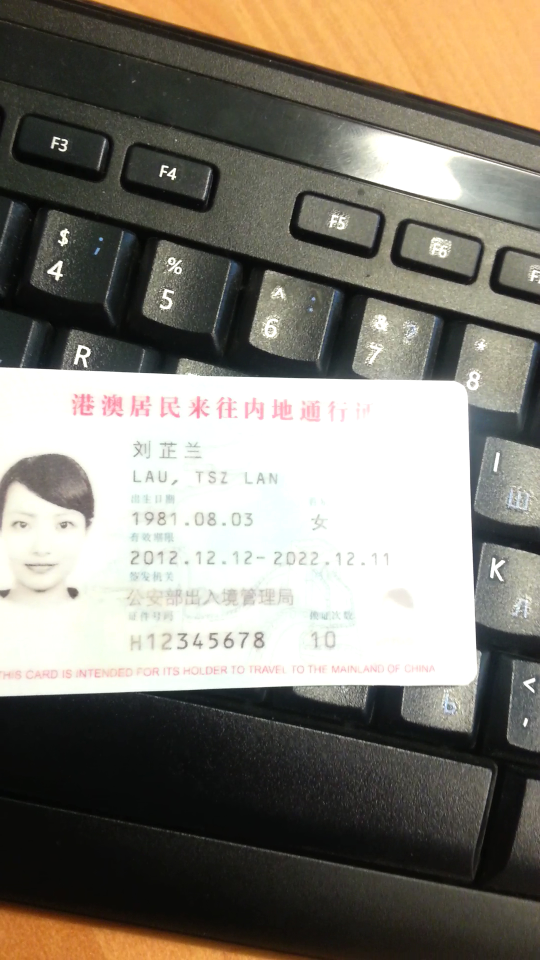 F3
F4
F5
F6
$ ;
4
%
5
^ :
6
& ?
7
*
8
R
I
K
<
,
港澳居民来往内地通行证
刘芷兰
LAU, TSZ LAN
出生日期 性别
1981.08.03 女
有效期限
2012.12.12-2022.12.11
签发机关
公安部出入境管理局
证件号码 换证次数
H12345678 10
THIS CARD IS INTENDED FOR ITS HOLDER TO TRAVEL TO THE MAINLAND OF CHINA